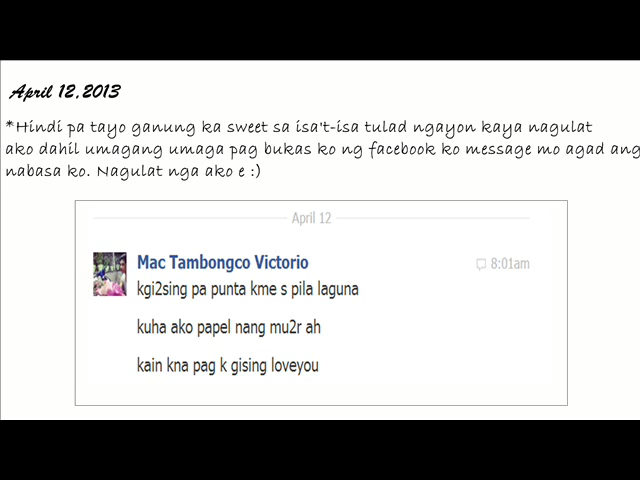 April 12, 2013
*Hindi pa tayo ganung ka sweet sa isa't-isa tulad ngayon kaya nagulat
ako dahil umagang umaga pag bukas ko ng facebook ko message mo agad ang
nabasa ko. Nagulat nga ako e :)
April 12
Mac Tambongco Victorio 8:01am
kgi2sing pa punta kme s pila laguna
kuha ako papel nang mu2r ah
kain kna pag k gising loveyou